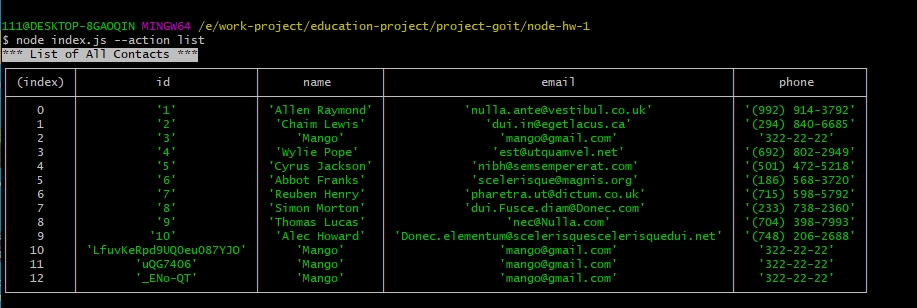 111@DESKTOP-8GAOQIN MINGW64 /e/work-project/education-project/project-goit/node-hw-1
$ node index.js --action list
*** List of All Contacts ***
(index) id name email phone
0 '1' 'Allen Raymond' 'nulla.ante@vestibul.co.uk' '(992) 914-3792'
1 '2' 'Chaim Lewis' 'dui.in@egetlacus.ca' '(294) 840-6685'
2 '3' 'Mango' 'mango@gmail.com' '322-22-22'
3 '4' 'Wylie Pope' 'est@utquamvel.net' '(692) 802-2949'
4 '5' 'Cyrus Jackson' 'nibh@semsempererat.com' '(501) 472-5218'
5 '6' 'Abbot Franks' 'scelerisque@magnis.org' '(186) 568-3720'
6 '7' 'Reuben Henry' 'pharetra.ut@dictum.co.uk' '(715) 598-5792'
7 '8' 'Simon Morton' 'dui.Fusce.diam@Donec.com' '(233) 738-2360'
8 '9' 'Thomas Lucas' 'nec@Nulla.com' '(704) 398-7993'
9 '10' 'Alec Howard' 'Donec.elementum@scelerisquescelerisquedui.net' '(748) 206-2688'
10 'LfuvKeRpd9UQOeu087YJO' 'Mango' 'mango@gmail.com' '322-22-22'
11 'uQG7406' 'Mango' 'mango@gmail.com' '322-22-22'
12 '_ENo-QT' 'Mango' 'mango@gmail.com' '322-22-22'